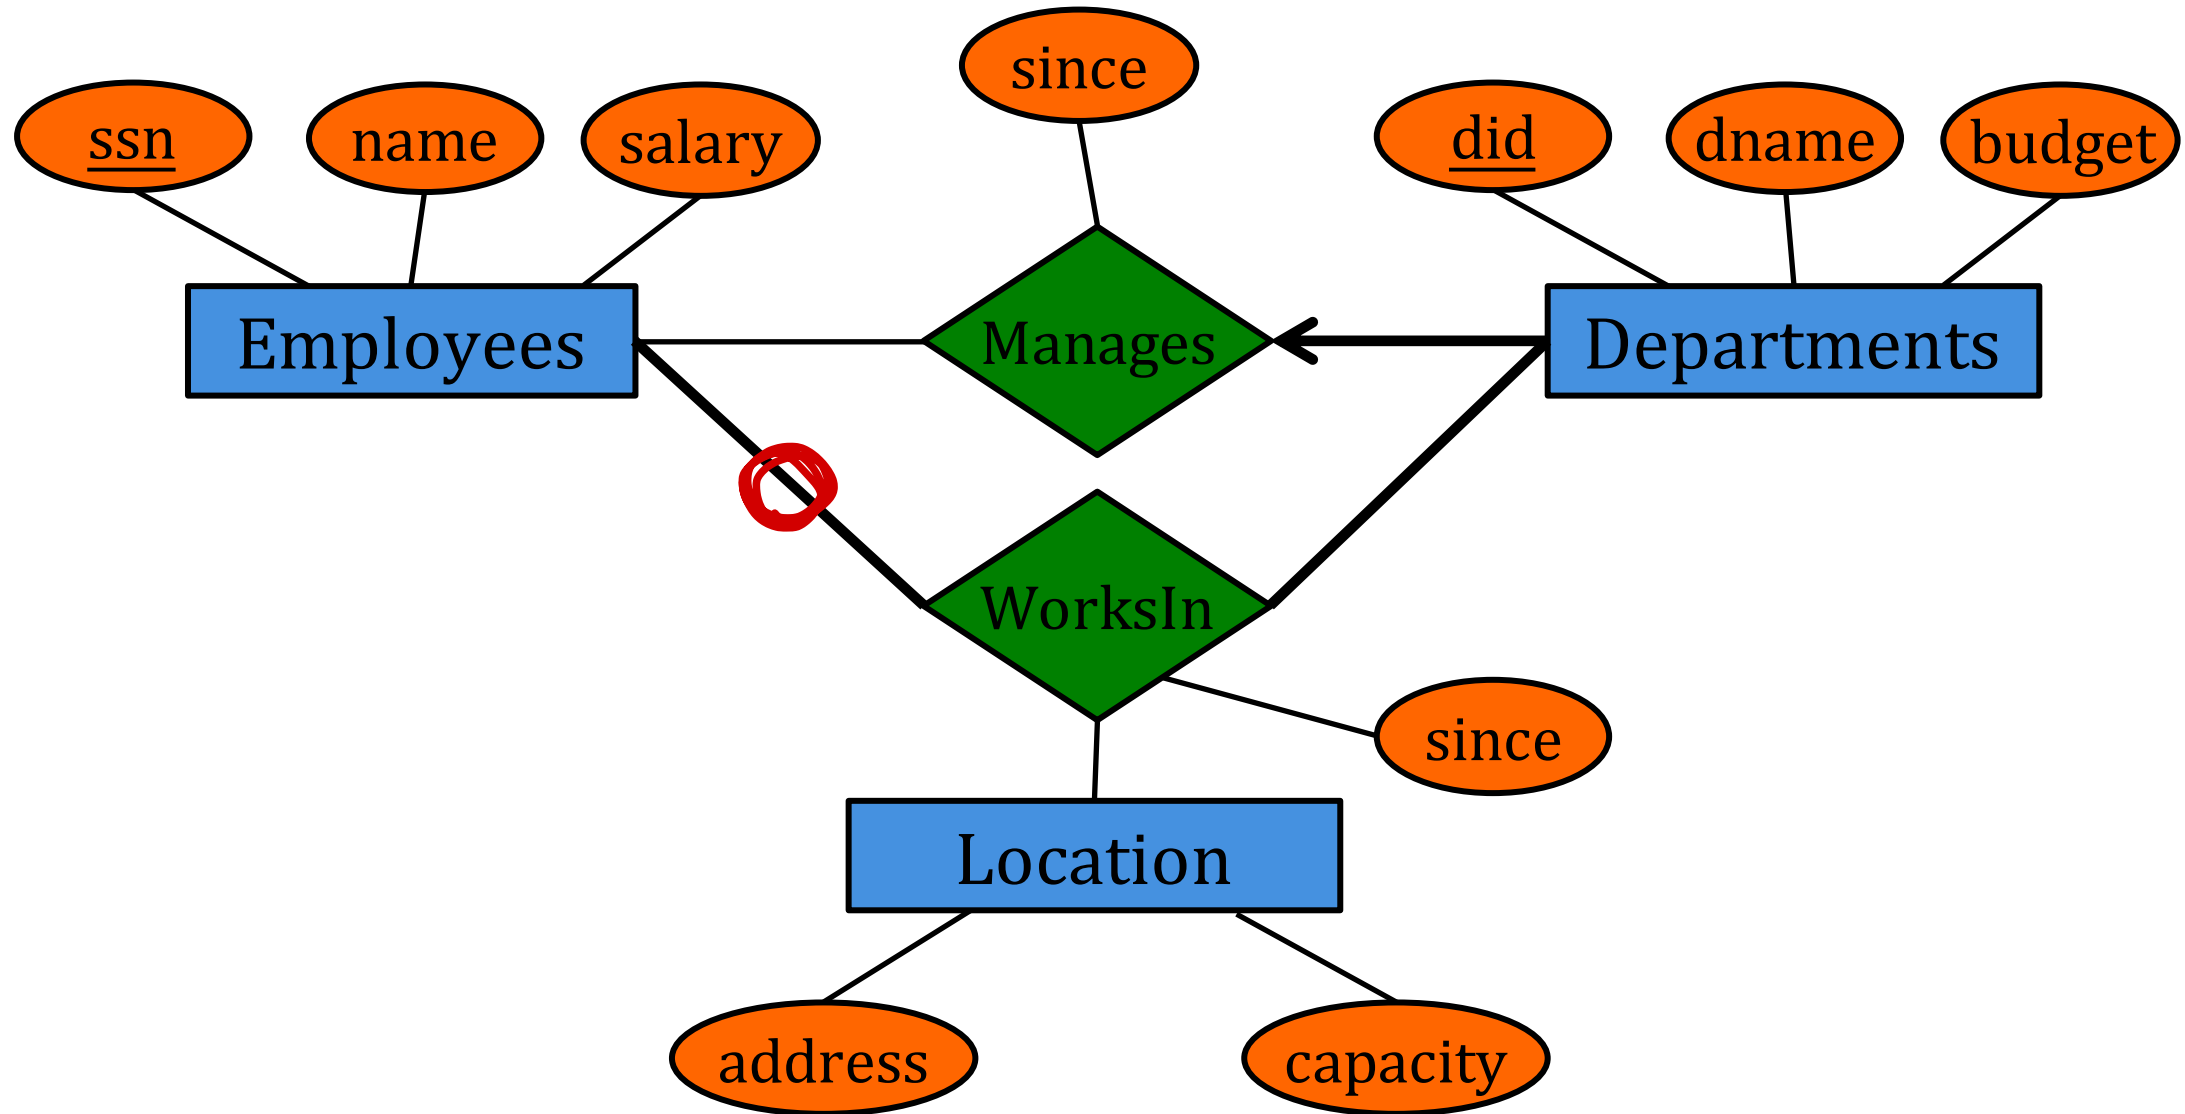 since
ssn
name
salary
did
dname
budget
Employees
Manages
Departments
WorksIn
since
Location
address
capacity